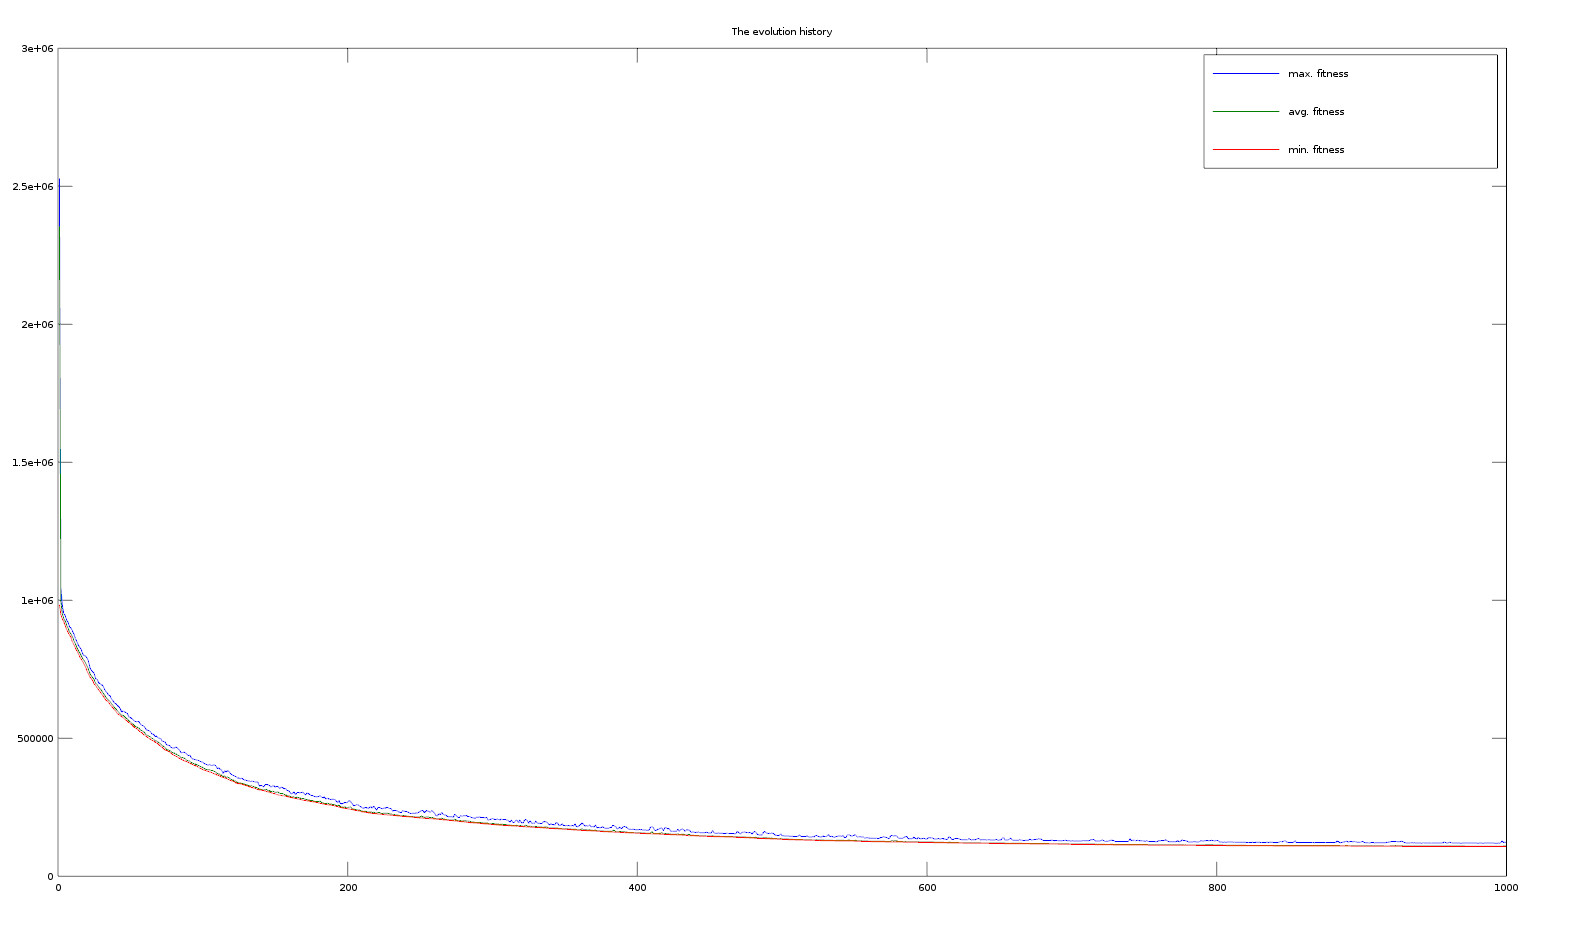 The evolution history
3e+06
max. fitness
avg. fitness
min. fitness
2.5e+06
2e+06
1.5e+06
1e+06
500000
0
0 200 400 600 800 1000